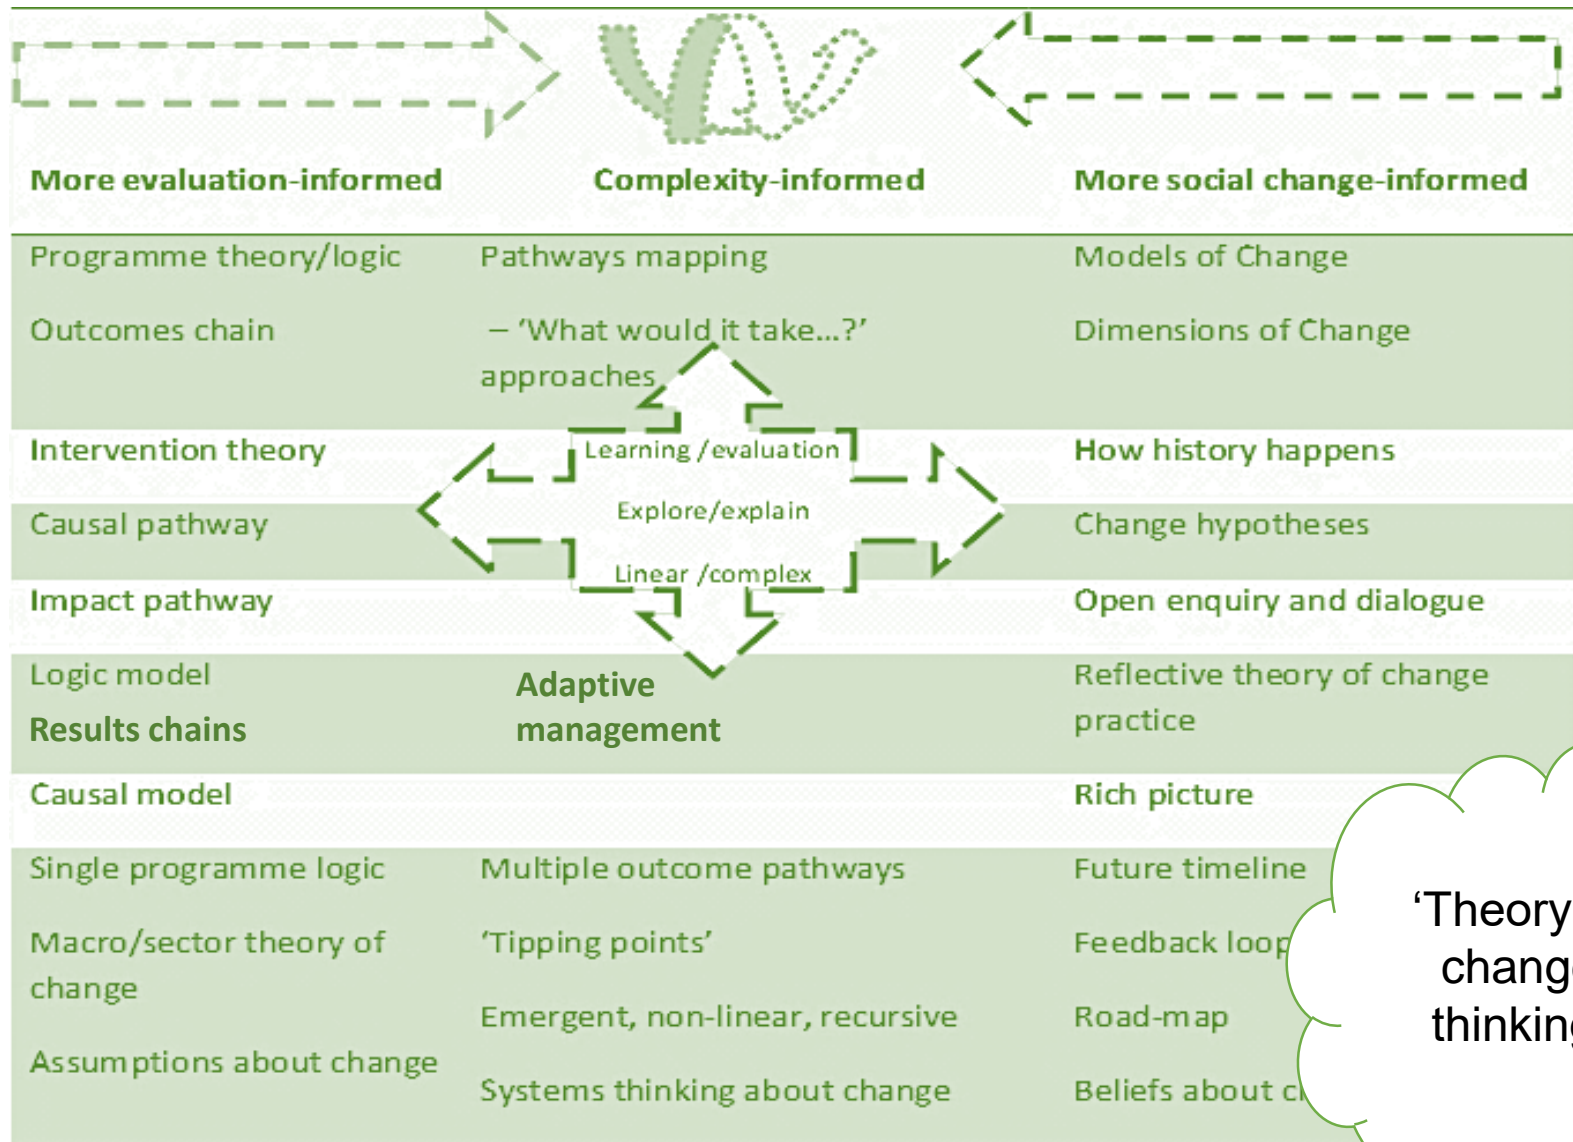 More evaluation-informed
Complexity-informed
More social change-informed
Programme theory/logic
Pathways mapping
Models of Change
Outcomes chain
– ‘What would it take...?’
approaches
Dimensions of Change
Intervention theory
Learning /evaluation
How history happens
Causal pathway
Explore/explain
Change hypotheses
Linear /complex
Impact pathway
Open enquiry and dialogue
Logic model
Results chains
Adaptive
management
Reflective theory of change
practice
Causal model
Rich picture
Single programme logic
Multiple outcome pathways
Future timeline
Macro/sector theory of
change
‘Tipping points’
Feedback loop
Emergent, non-linear, recursive
Road-map
Assumptions about change
Systems thinking about change
Beliefs about
‘Theory
chang
thinking